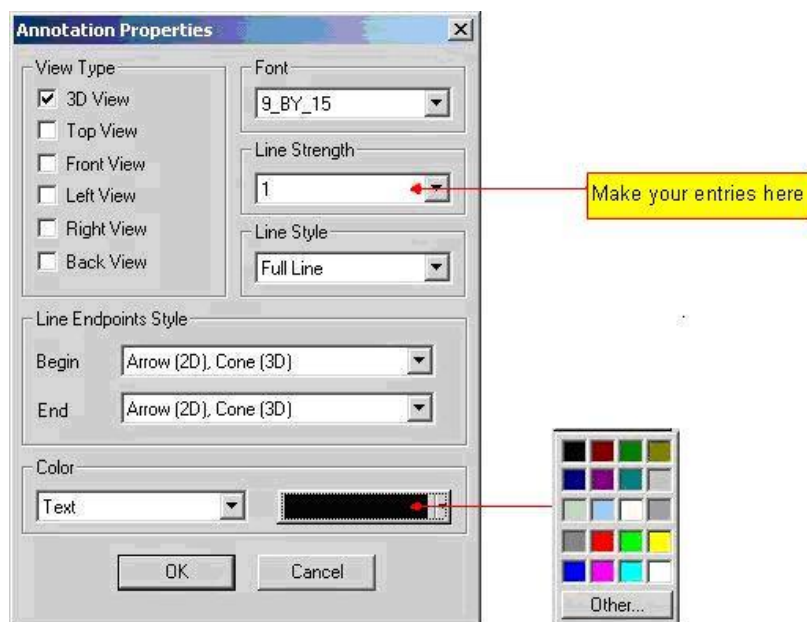 Annotation Properties
View Type
3D View
Top View
Front View
Left View
Right View
Back View
Font
9_BY_15
Line Strength
1
Line Style
Full Line
Make your entries here
Line Endpoints Style
Begin
Arrow (2D), Cone (3D)
End
Arrow (2D), Cone (3D)
Color
Text
OK
Cancel
Other...